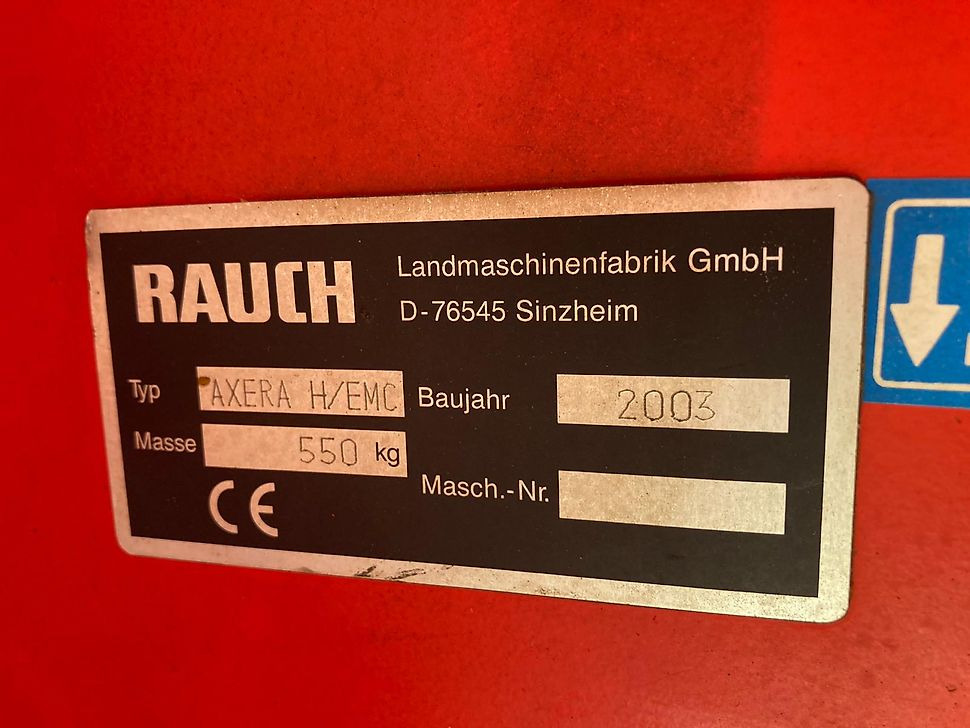 RAUCH
Landmaschinenfabrik GmbH
D-76545 Sinzheim
Typ AXERA H/EMC
Baujahr 2003
Masse 550 kg
Masch.-Nr.
CE